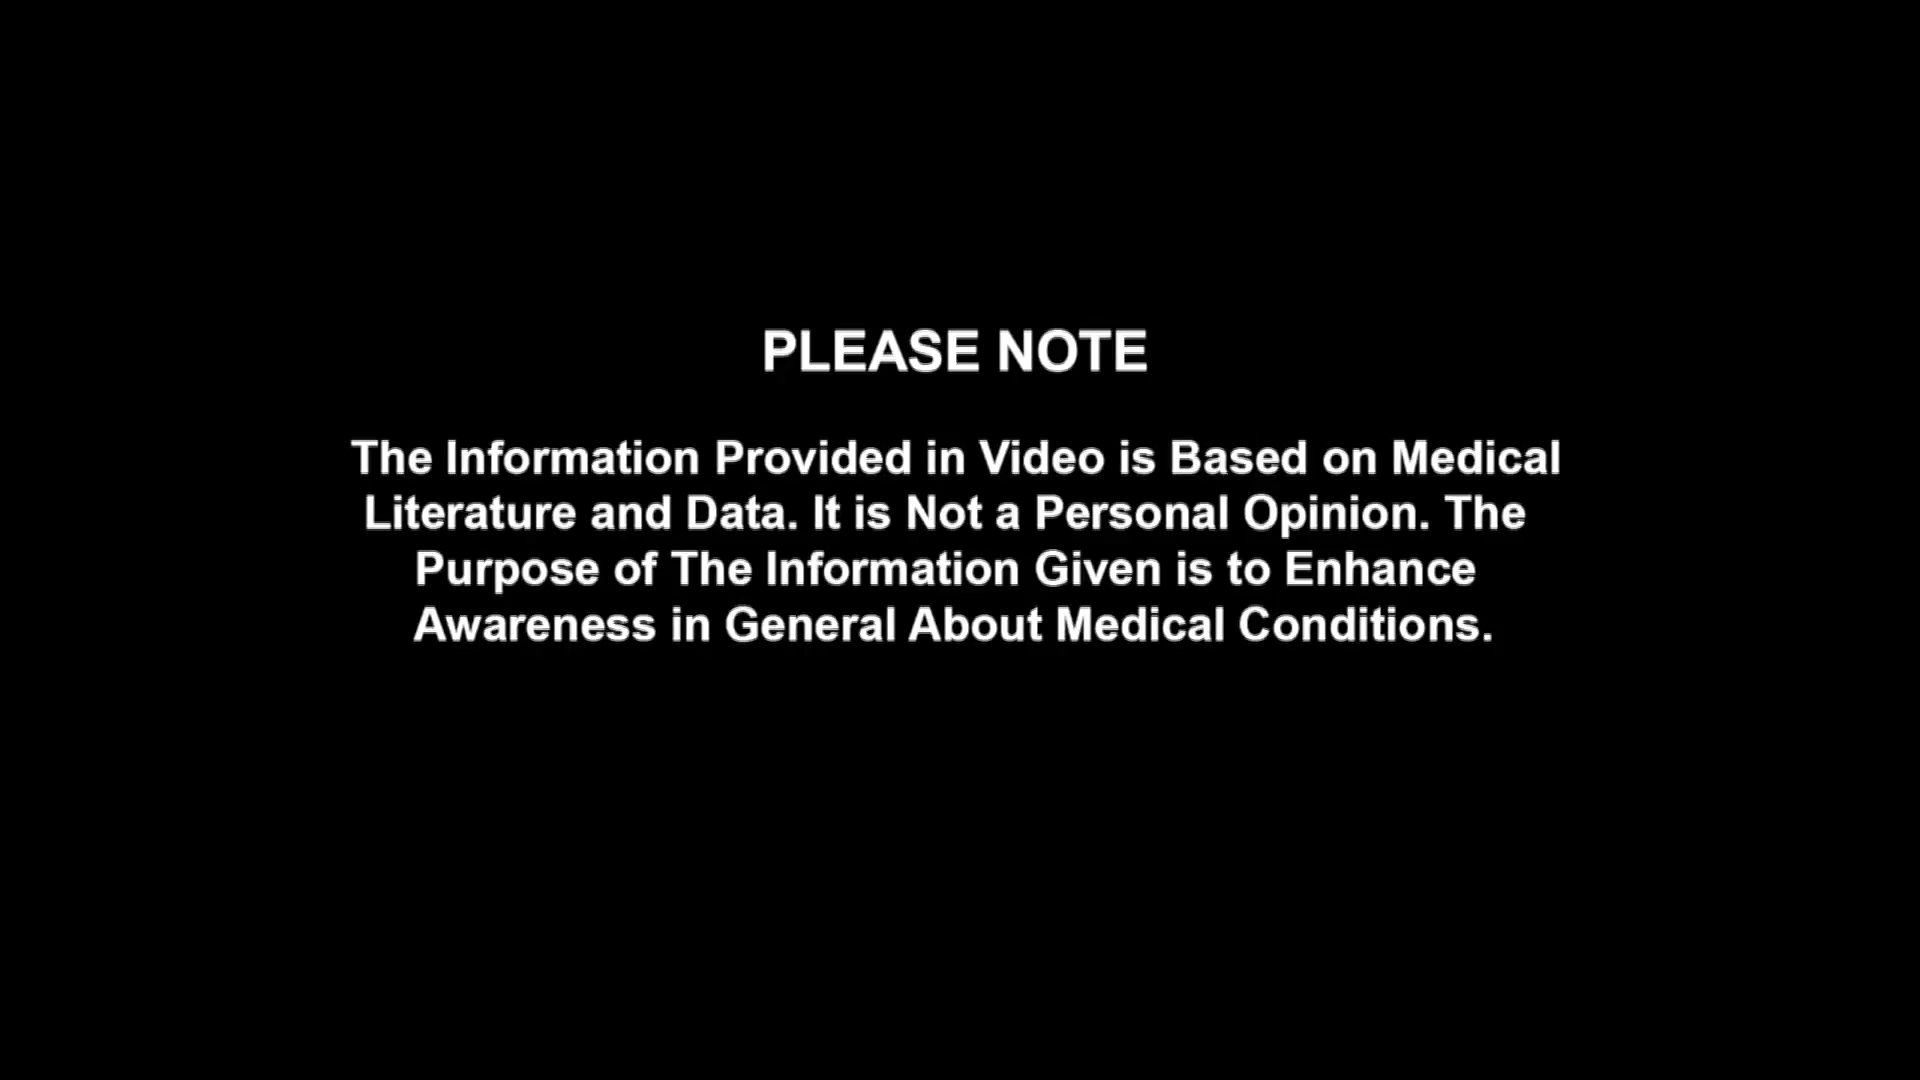 PLEASE NOTE
The Information Provided in Video is Based on Medical
Literature and Data. It is Not a Personal Opinion. The
Purpose of The Information Given is to Enhance
Awareness in General About Medical Conditions.